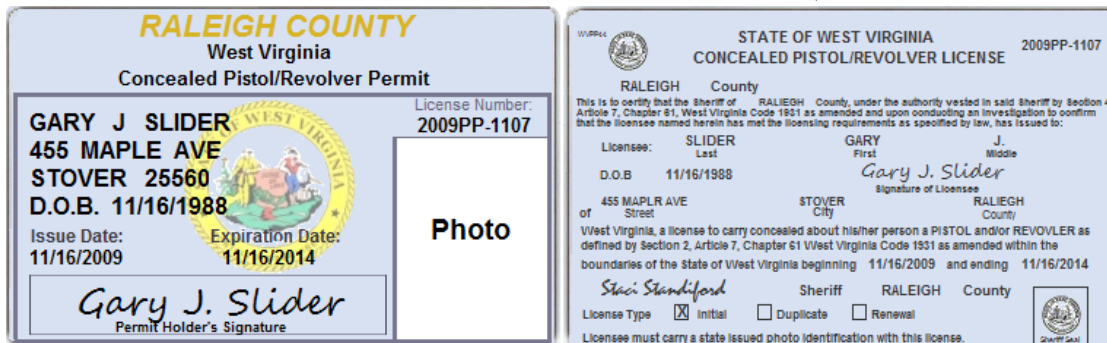 RALEIGH COUNTY
West Virginia
Concealed Pistol/Revolver Permit
License Number:
2009PP-1107
GARY J SLIDER
455 MAPLE AVE
STOVER 25560
D.O.B. 11/16/1988
Issue Date: Expiration Date:
11/16/2009 11/16/2014
Photo
Gary J. Slider
Permit Holder's Signature
STATE OF WEST VIRGINIA
CONCEALED PISTOL/REVOLVER LICENSE
2009PP-1107
RALEIGH County
This is to certify that the Sheriff of RALIEGH County, under the authority vested in said Sheriff by Section 4
Article 7, Chapter 61, West Virginia Code 1931 as amended and upon conducting an investigation to confirm
that the licensee named herein has met the licensing requirements as specified by law, has issued to:
Licensee: SLIDER GARY J.
Last First Middle
D.O.B 11/16/1988 Gary J. Slider
Signature of Licensee
455 MAPLR AVE STOVER RALIEGH
of Street City County
West Virginia, a license to carry concealed about his/her person a PISTOL and/or REVOVLER as
defined by Section 2, Article 7, Chapter 61 West Virginia Code 1931 as amended within the
boundaries of the State of West Virginia beginning 11/16/2009 and ending 11/16/2014
Staci Standiford Sheriff RALEIGH County
License Type X Initial Duplicate Renewal
Sheriff Seal
Licensee must carry a state issued photo identification with this license.